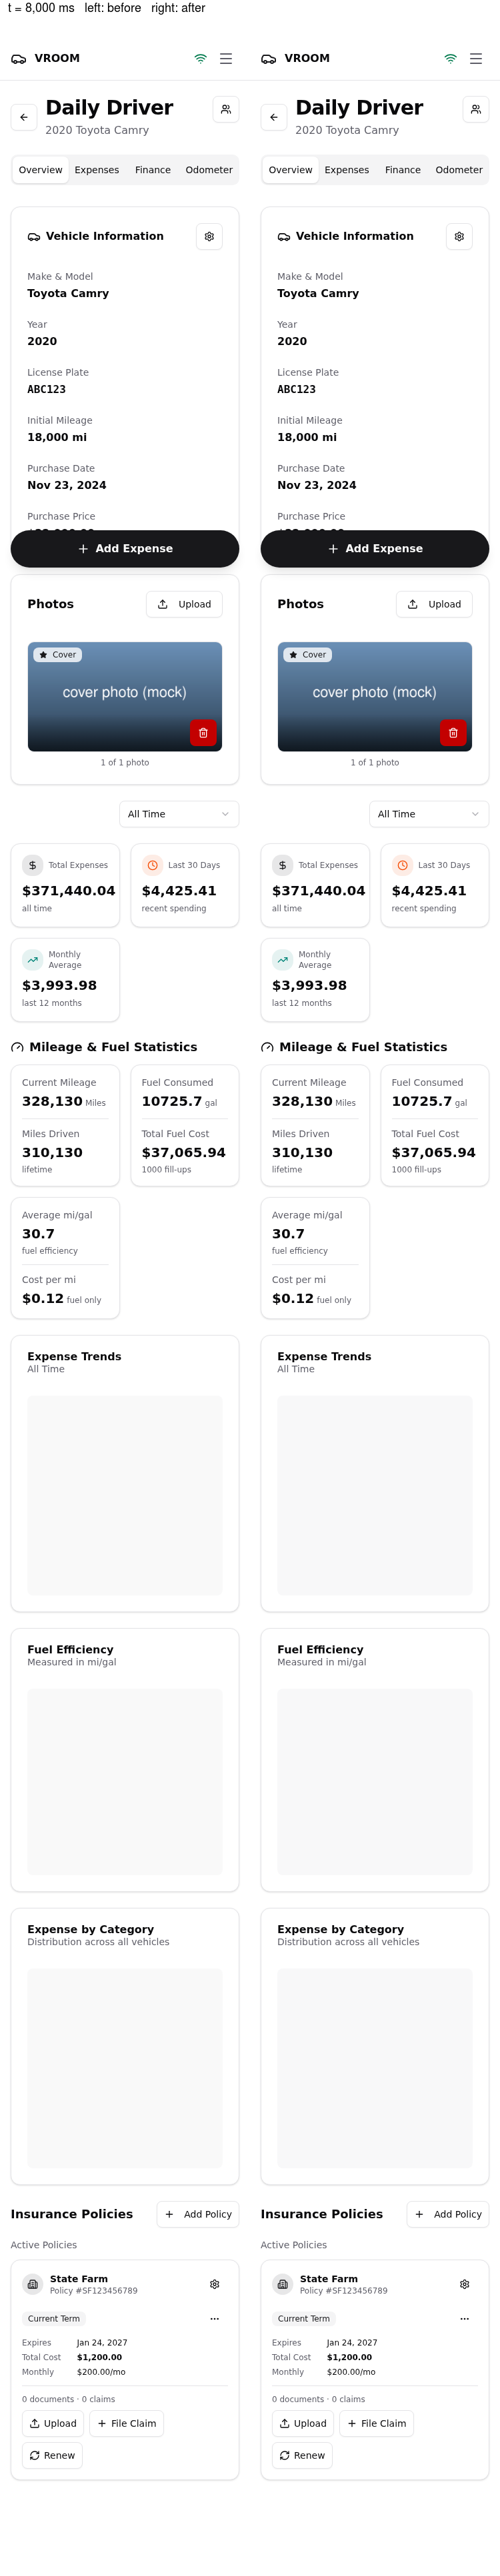 t = 8,000 ms   left: before   right: after
VROOM
Daily Driver
2020 Toyota Camry
Overview Expenses Finance Odometer
Vehicle Information
Make & Model
Toyota Camry
Year
2020
License Plate
ABC123
Initial Mileage
18,000 mi
Purchase Date
Nov 23, 2024
Purchase Price
+ Add Expense
Photos
Upload
★ Cover
cover photo (mock)
1 of 1 photo
All Time
Total Expenses
$371,440.04
all time
Last 30 Days
$4,425.41
recent spending
Monthly
Average
$3,993.98
last 12 months
Mileage & Fuel Statistics
Current Mileage
328,130 Miles
Miles Driven
310,130
lifetime
Fuel Consumed
10725.7 gal
Total Fuel Cost
$37,065.94
1000 fill-ups
Average mi/gal
30.7
fuel efficiency
Cost per mi
$0.12 fuel only
Expense Trends
All Time
Fuel Efficiency
Measured in mi/gal
Expense by Category
Distribution across all vehicles
Insurance Policies
+ Add Policy
Active Policies
State Farm
Policy #SF123456789
Current Term
Expires Jan 24, 2027
Total Cost $1,200.00
Monthly $200.00/mo
0 documents · 0 claims
Upload
+ File Claim
Renew
VROOM
Daily Driver
2020 Toyota Camry
Overview Expenses Finance Odometer
Vehicle Information
Make & Model
Toyota Camry
Year
2020
License Plate
ABC123
Initial Mileage
18,000 mi
Purchase Date
Nov 23, 2024
Purchase Price
+ Add Expense
Photos
Upload
★ Cover
cover photo (mock)
1 of 1 photo
All Time
Total Expenses
$371,440.04
all time
Last 30 Days
$4,425.41
recent spending
Monthly
Average
$3,993.98
last 12 months
Mileage & Fuel Statistics
Current Mileage
328,130 Miles
Miles Driven
310,130
lifetime
Fuel Consumed
10725.7 gal
Total Fuel Cost
$37,065.94
1000 fill-ups
Average mi/gal
30.7
fuel efficiency
Cost per mi
$0.12 fuel only
Expense Trends
All Time
Fuel Efficiency
Measured in mi/gal
Expense by Category
Distribution across all vehicles
Insurance Policies
+ Add Policy
Active Policies
State Farm
Policy #SF123456789
Current Term
Expires Jan 24, 2027
Total Cost $1,200.00
Monthly $200.00/mo
0 documents · 0 claims
Upload
+ File Claim
Renew